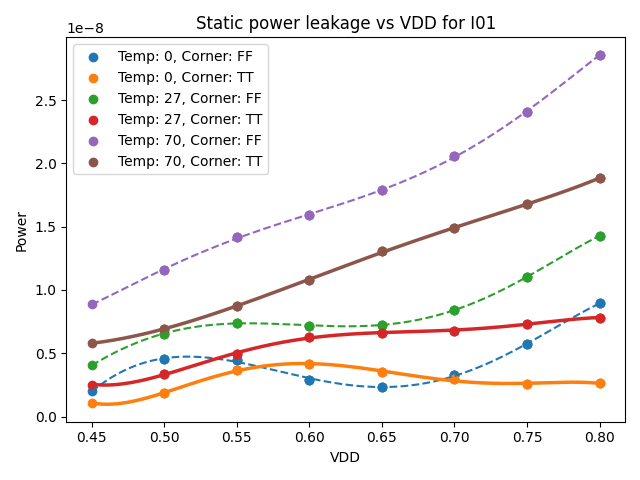 Static power leakage vs VDD for I01
1e−8
Temp: 0, Corner: FF
Temp: 0, Corner: TT
Temp: 27, Corner: FF
Temp: 27, Corner: TT
Temp: 70, Corner: FF
Temp: 70, Corner: TT
2.5
2.0
1.5
1.0
0.5
0.0
Power
0.45 0.50 0.55 0.60 0.65 0.70 0.75 0.80
VDD